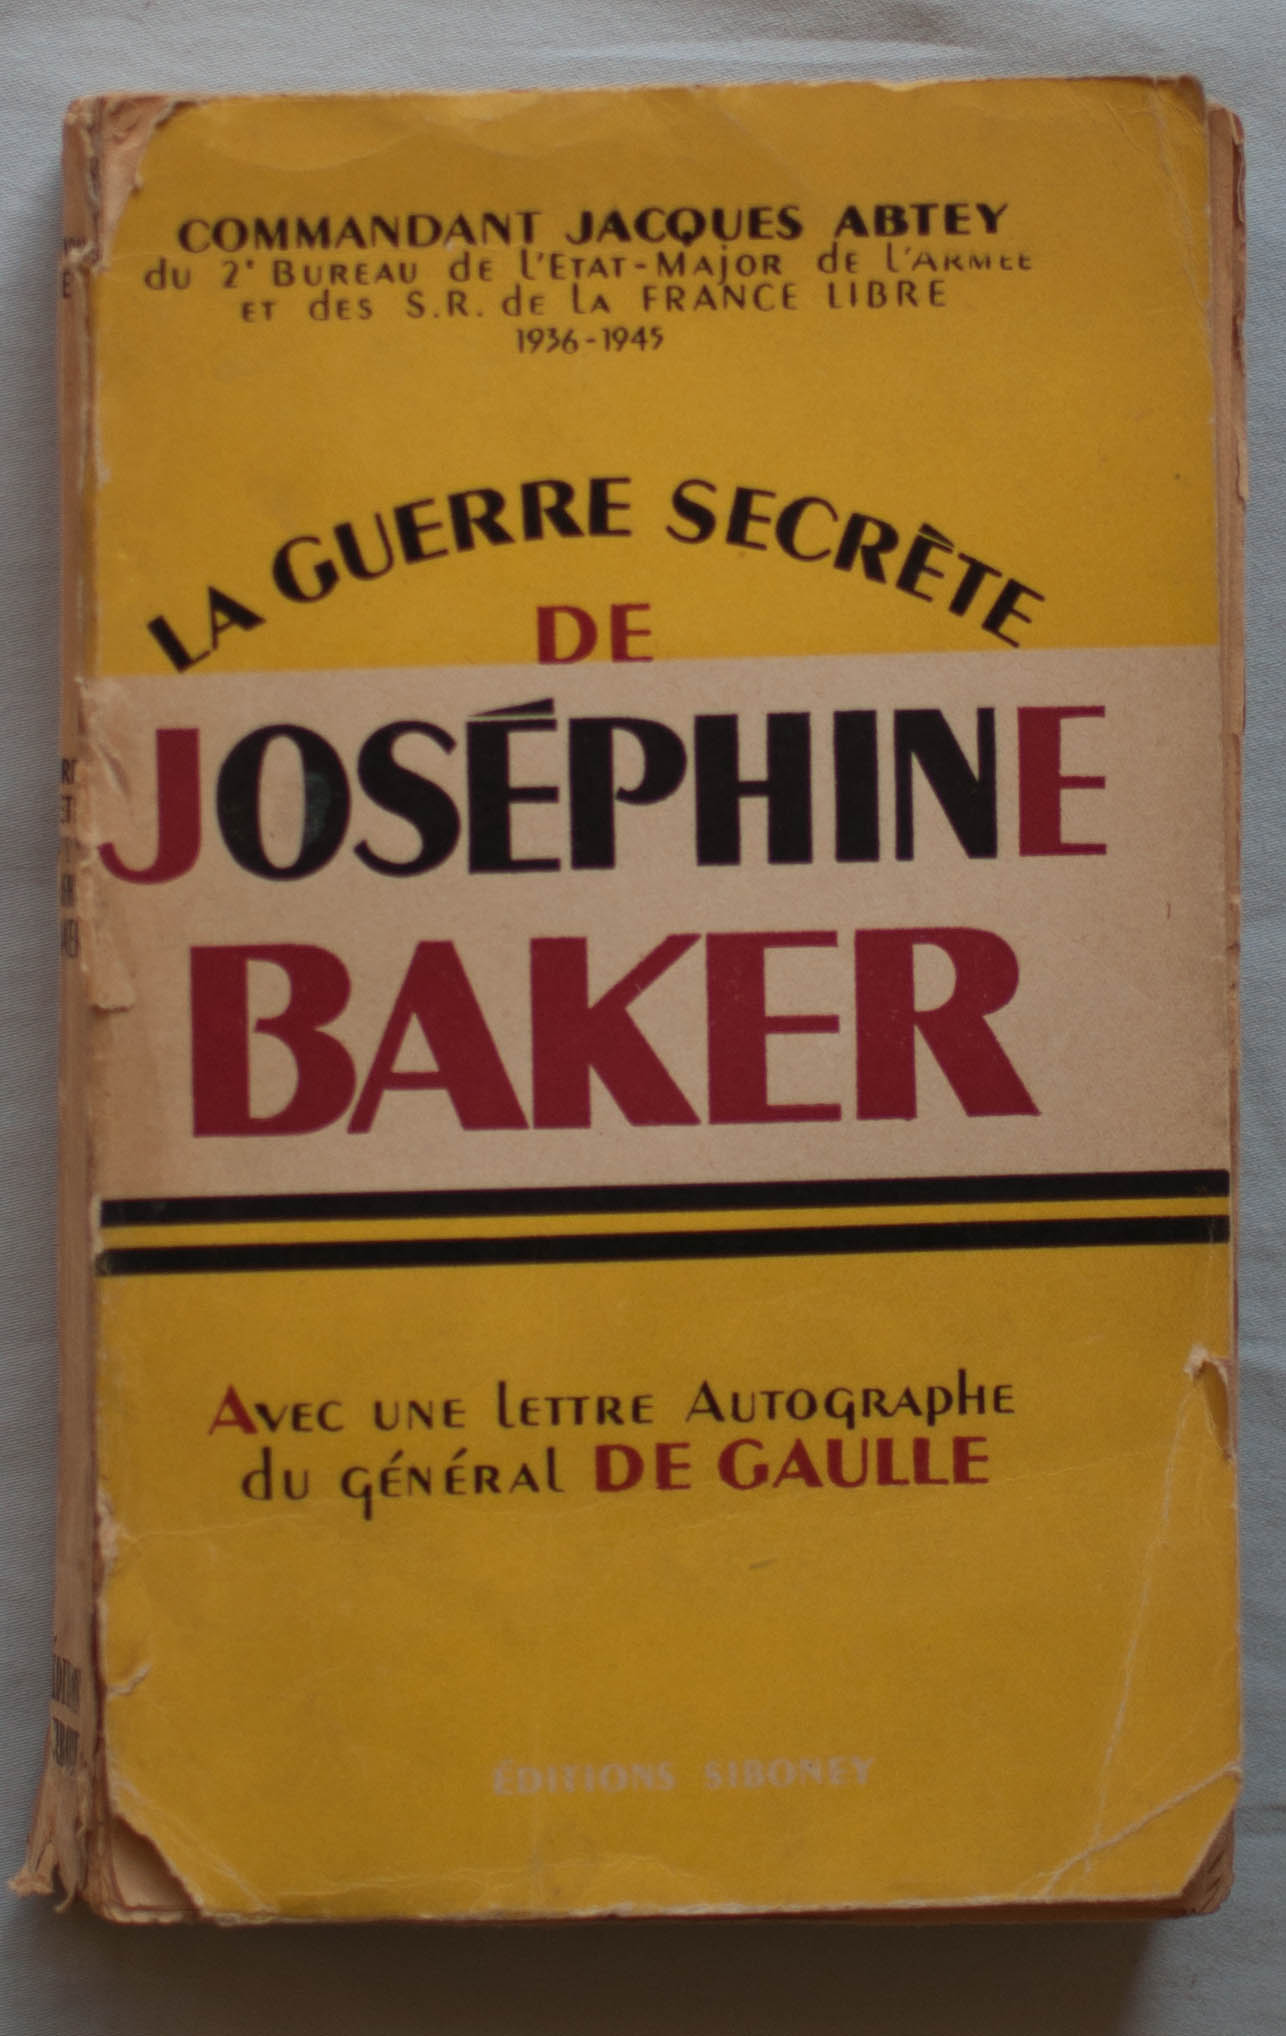 COMMANDANT JACQUES ABTEY
du 2e BUREAU de l'ETAT-MAJOR de l'ARMÉE
ET des S.R. de la FRANCE LIBRE
1936-1945
LA GUERRE SECRÈTE
DE
JOSÉPHINE
BAKER
AVEC UNE LETTRE AUTOGRAPHE
du GÉNÉRAL DE GAULLE
ÉDITIONS SIBONEY